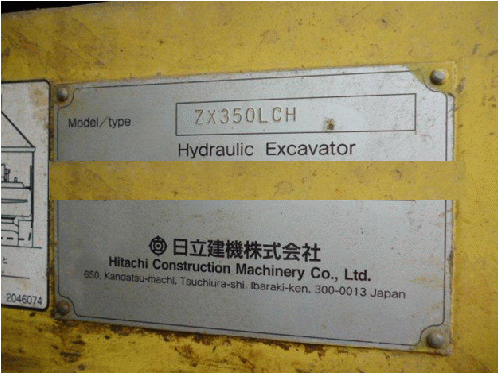 Model/type ZX350LCH
Hydraulic Excavator
日立建機株式会社
Hitachi Construction Machinery Co., Ltd.
650, Kandatsu-machi, Tsuchiura-shi, Ibaraki-ken, 300-0013 Japan
と
2046074